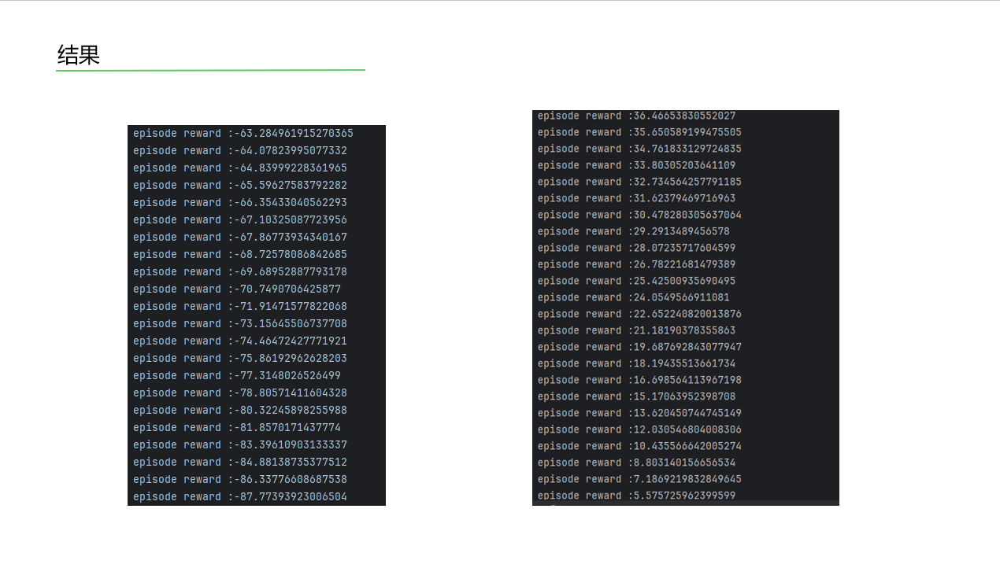 结果
episode reward :-63.284961915270365
episode reward :-64.07823995077332
episode reward :-64.83999228361965
episode reward :-65.59627583792282
episode reward :-66.35433040562293
episode reward :-67.10325087723956
episode reward :-67.86773934340167
episode reward :-68.72578086842685
episode reward :-69.68952887793178
episode reward :-70.7490706425877
episode reward :-71.91471577822068
episode reward :-73.15645506737708
episode reward :-74.46472427771921
episode reward :-75.86192962628203
episode reward :-77.3148026526499
episode reward :-78.80571411604328
episode reward :-80.32245898255988
episode reward :-81.8570171437774
episode reward :-83.39610903133337
episode reward :-84.88138735377512
episode reward :-86.33776608687538
episode reward :-87.77393923006504
episode reward :36.46653830552027
episode reward :35.650589199475505
episode reward :34.761833129724835
episode reward :33.80305203641109
episode reward :32.734564257791185
episode reward :31.62379469716963
episode reward :30.478280305637064
episode reward :29.2913489456578
episode reward :28.07235717604599
episode reward :26.78221681479389
episode reward :25.42500935690495
episode reward :24.0549566911081
episode reward :22.652240820013876
episode reward :21.18190378355863
episode reward :19.687692843077947
episode reward :18.19435513661734
episode reward :16.698564113967198
episode reward :15.17063952398708
episode reward :13.620450744745149
episode reward :12.030546804008306
episode reward :10.435566642005274
episode reward :8.803140156656534
episode reward :7.1869219832849645
episode reward :5.575725962399599